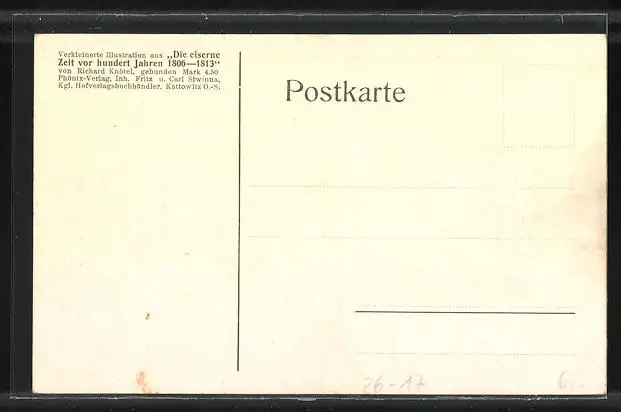 Verkleinerte Illustration aus „Die eiserne
Zeit vor hundert Jahren 1806—1813“
von Richard Knötel, gebunden Mark 4.50
Phönix-Verlag, Inh. Fritz u. Carl Siwinna,
Kgl. Hofverlagsbuchhändler, Kattowitz O.-S.
Postkarte
26-17
6.-